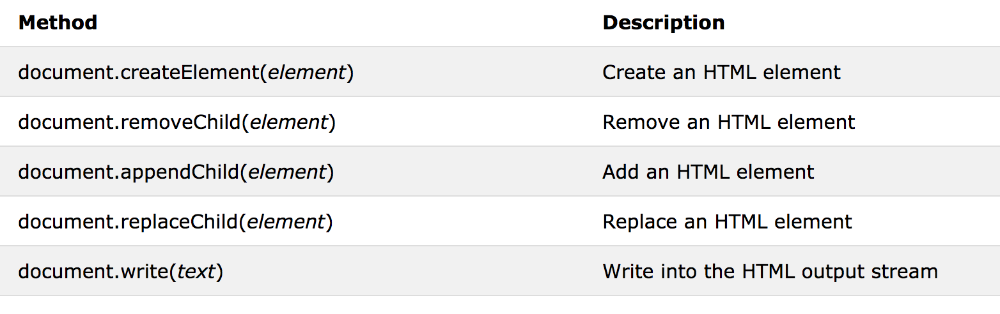 Method Description
document.createElement(element) Create an HTML element
document.removeChild(element) Remove an HTML element
document.appendChild(element) Add an HTML element
document.replaceChild(element) Replace an HTML element
document.write(text) Write into the HTML output stream